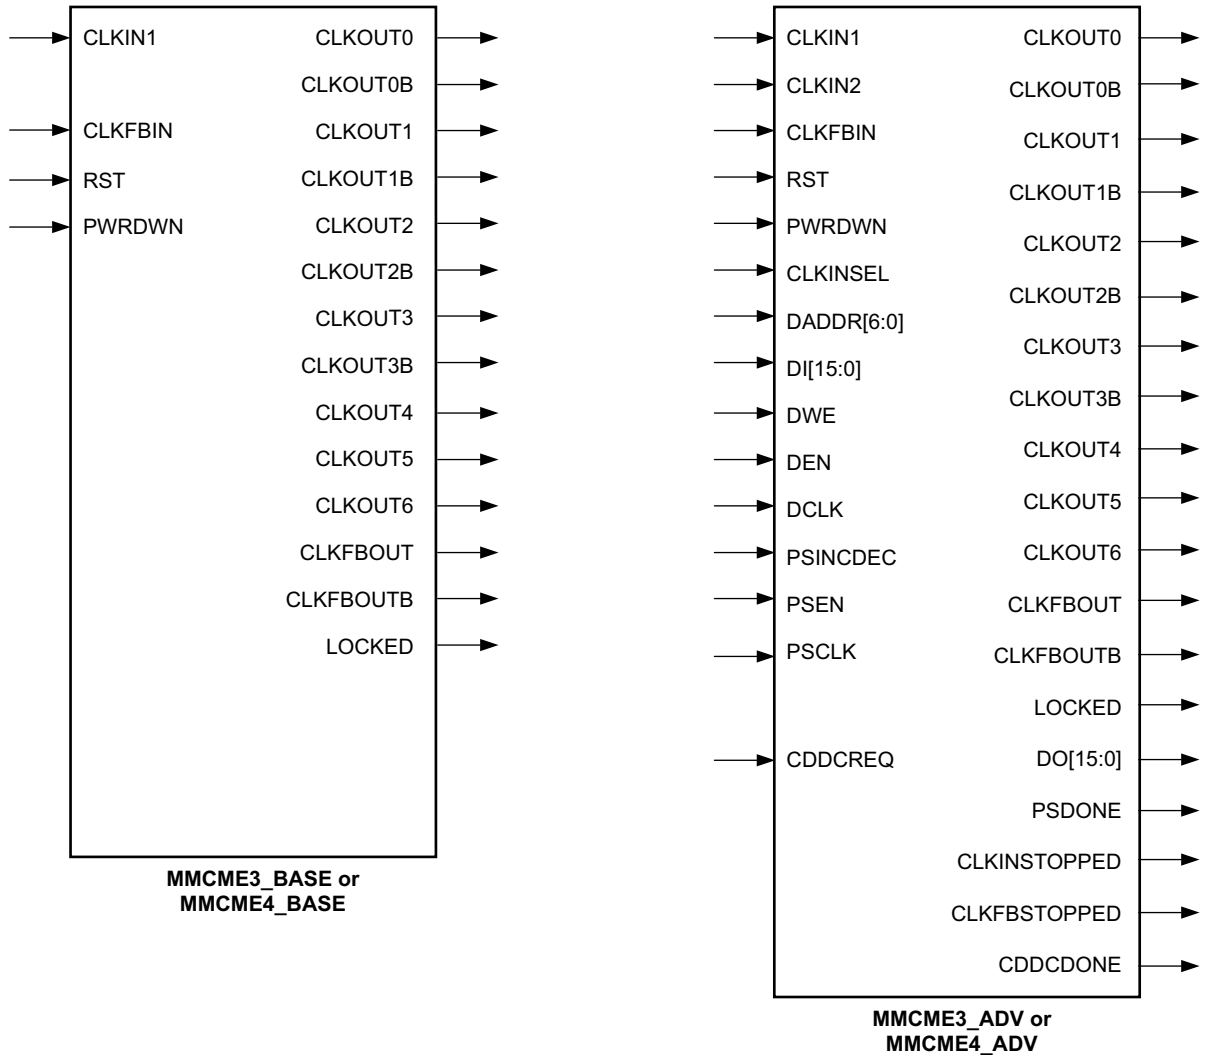 CLKIN1
CLKFBIN
RST
PWRDWN
CLKOUT0
CLKOUT0B
CLKOUT1
CLKOUT1B
CLKOUT2
CLKOUT2B
CLKOUT3
CLKOUT3B
CLKOUT4
CLKOUT5
CLKOUT6
CLKFBOUT
CLKFBOUTB
LOCKED
MMCME3_BASE or
MMCME4_BASE
CLKIN1
CLKIN2
CLKFBIN
RST
PWRDWN
CLKINSEL
DADDR[6:0]
DI[15:0]
DWE
DEN
DCLK
PSINCDEC
PSEN
PSCLK
CDDCREQ
CLKOUT0
CLKOUT0B
CLKOUT1
CLKOUT1B
CLKOUT2
CLKOUT2B
CLKOUT3
CLKOUT3B
CLKOUT4
CLKOUT5
CLKOUT6
CLKFBOUT
CLKFBOUTB
LOCKED
DO[15:0]
PSDONE
CLKINSTOPPED
CLKFBSTOPPED
CDDCDONE
MMCME3_ADV or
MMCME4_ADV